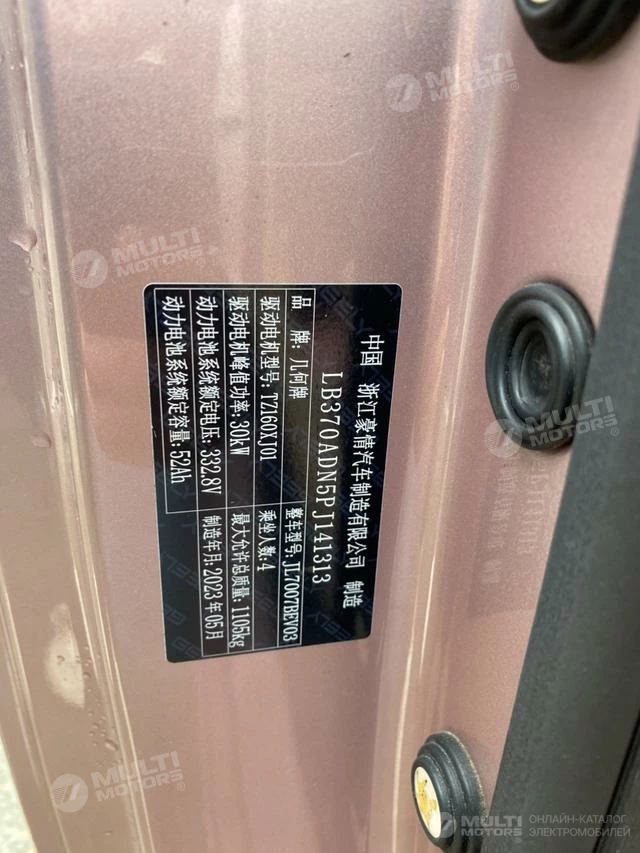 中国 浙江豪情汽车制造有限公司 制造
LB370ADN5PJ141313
品 牌: 几何牌 整车型号: JL7007BEV03
驱动电机型号: TZ160XJ01 乘坐人数: 4
驱动电机峰值功率: 30kW 最大允许总质量: 1105kg
动力电池系统额定电压: 332.8V 制造年月: 2023年05月
动力电池系统额定容量: 52Ah
GEELY
MULTI MOTORS
MULTI MOTORS
MULTI MOTORS
MULTI MOTORS
MULTI MOTORS
ОНЛАЙН-КАТАЛОГ
ЭЛЕКТРОМОБИЛЕЙ